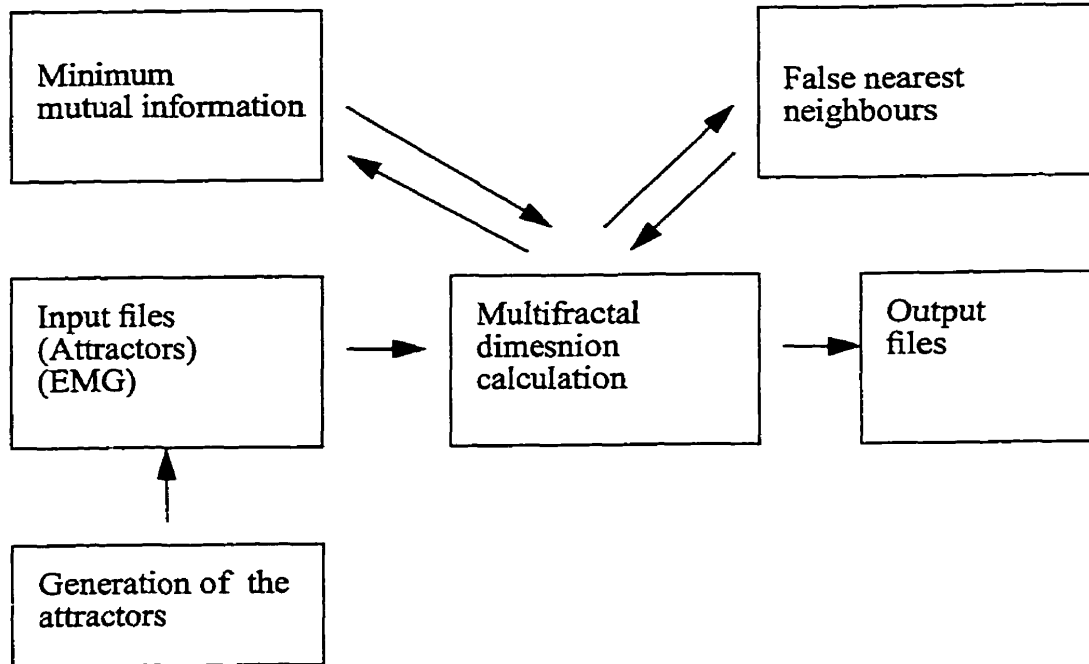 Minimum
mutual information
False nearest
neighbours
Input files
(Attractors)
(EMG)
Multifractal
dimesnion
calculation
Output
files
Generation of the
attractors